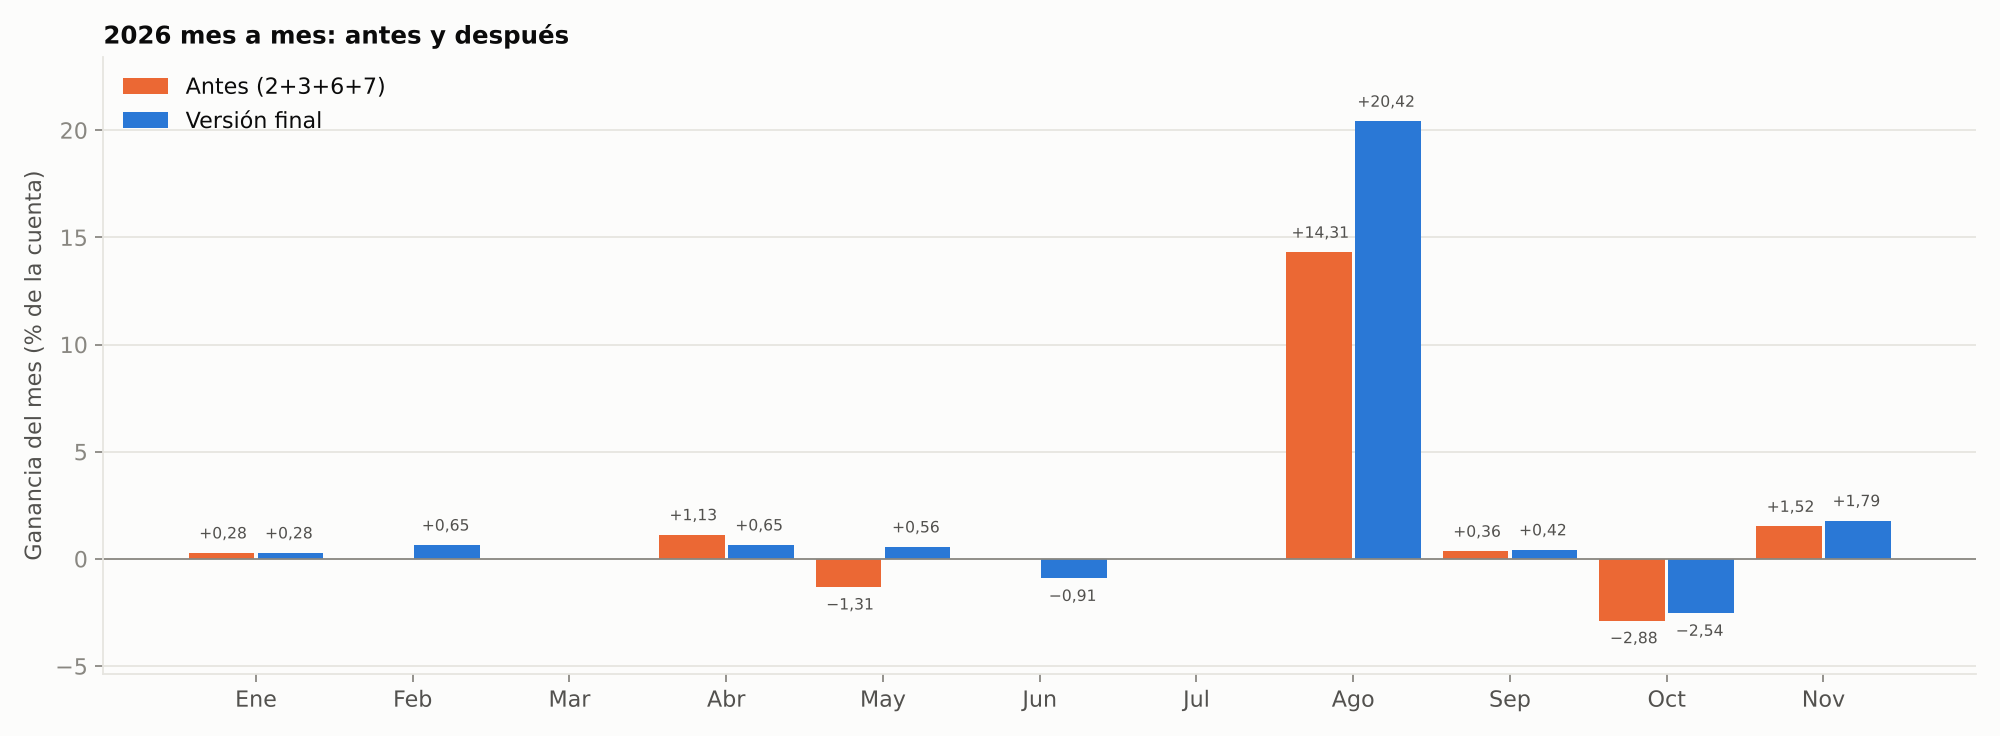 2026 mes a mes: antes y después
Antes (2+3+6+7)
Versión final
Ganancia del mes (% de la cuenta)
20
15
10
5
0
−5
+0,28
+0,28
+0,65
+1,13
+0,65
−1,31
+0,56
−0,91
+14,31
+20,42
+0,36
+0,42
−2,88
−2,54
+1,52
+1,79
Ene
Feb
Mar
Abr
May
Jun
Jul
Ago
Sep
Oct
Nov